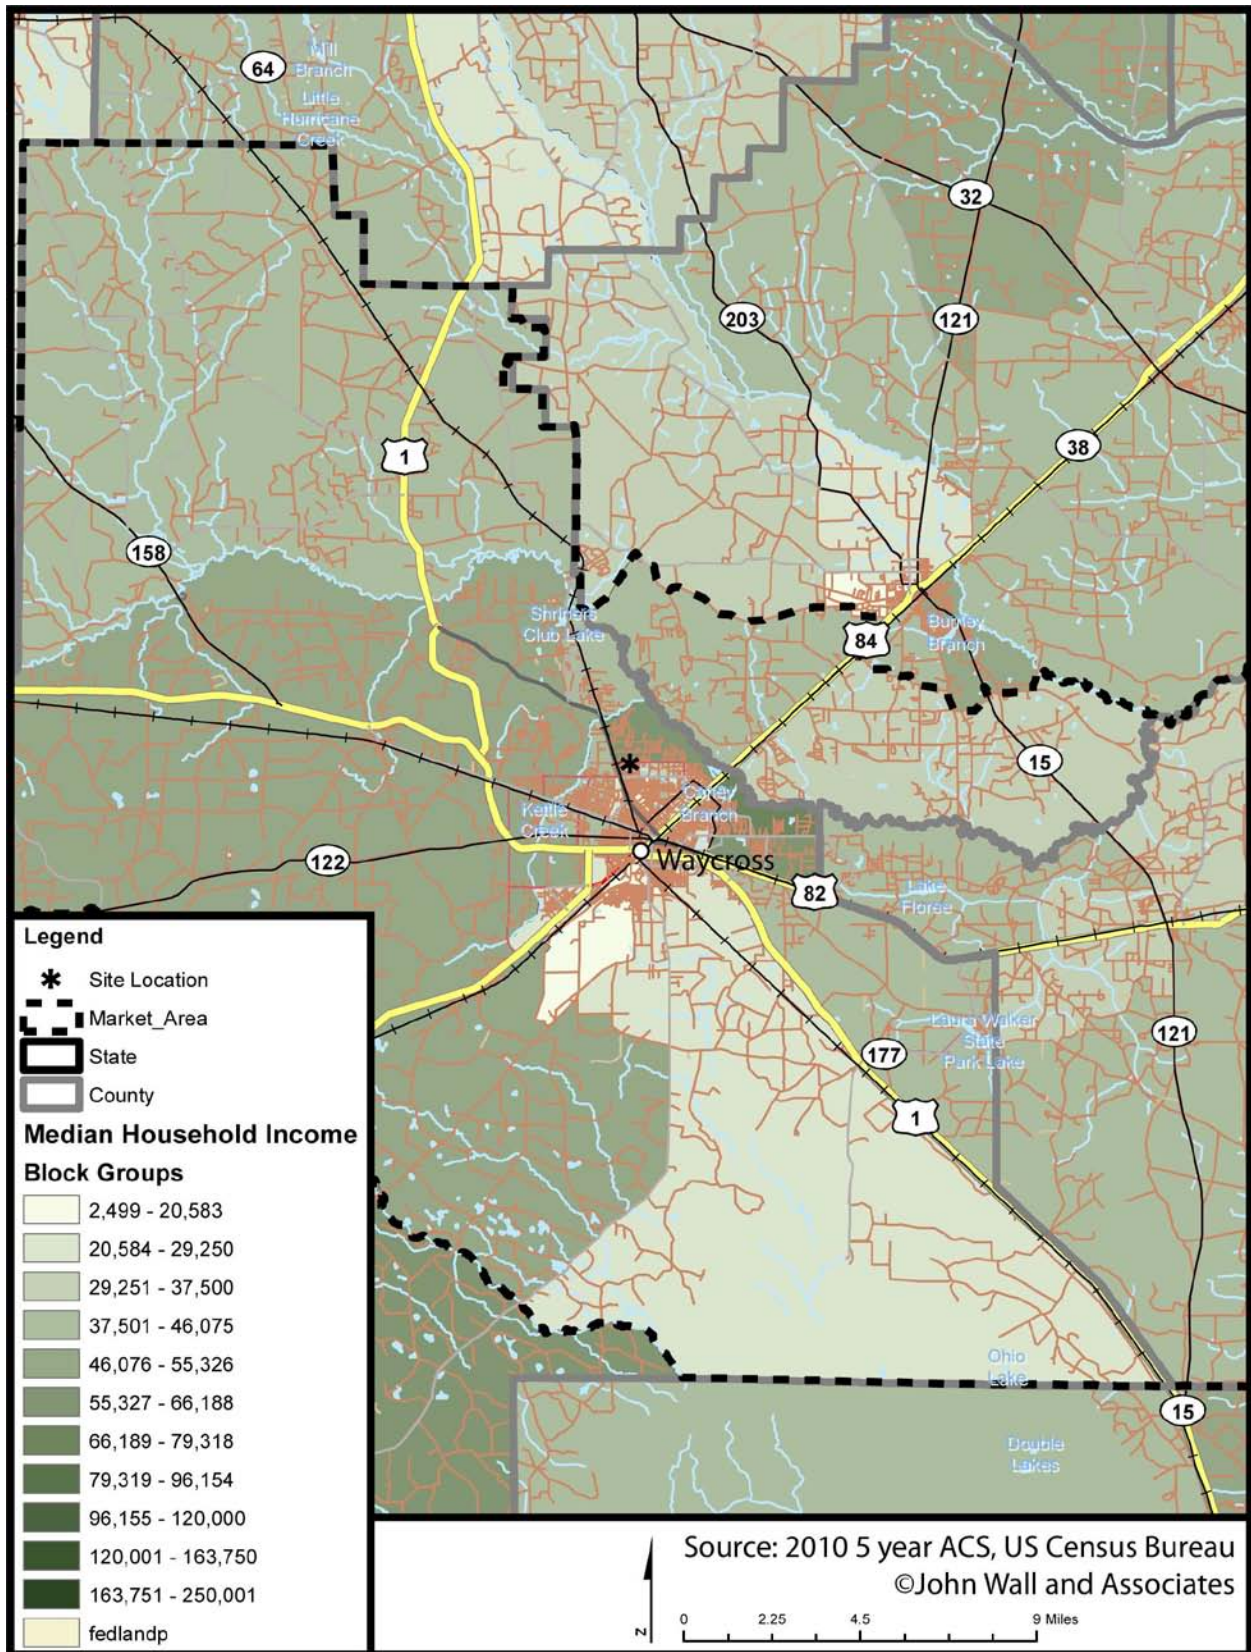 64
Mill
Branch
Little
Hurricane
Creek
32
203
121
38
1
158
Shriners
Club Lake
84
Burley
Branch
15
Kettle
Creek
Carley
Branch
Waycross
122
82
Lake
Floree
Laura Walker
State
Park Lake
177
121
1
Ohio
Lake
15
Double
Lakes
Legend
Site Location
Market_Area
State
County
Median Household Income
Block Groups
2,499 - 20,583
20,584 - 29,250
29,251 - 37,500
37,501 - 46,075
46,076 - 55,326
55,327 - 66,188
66,189 - 79,318
79,319 - 96,154
96,155 - 120,000
120,001 - 163,750
163,751 - 250,001
fedlandp
Source: 2010 5 year ACS, US Census Bureau
©John Wall and Associates
N
0 2.25 4.5 9 Miles